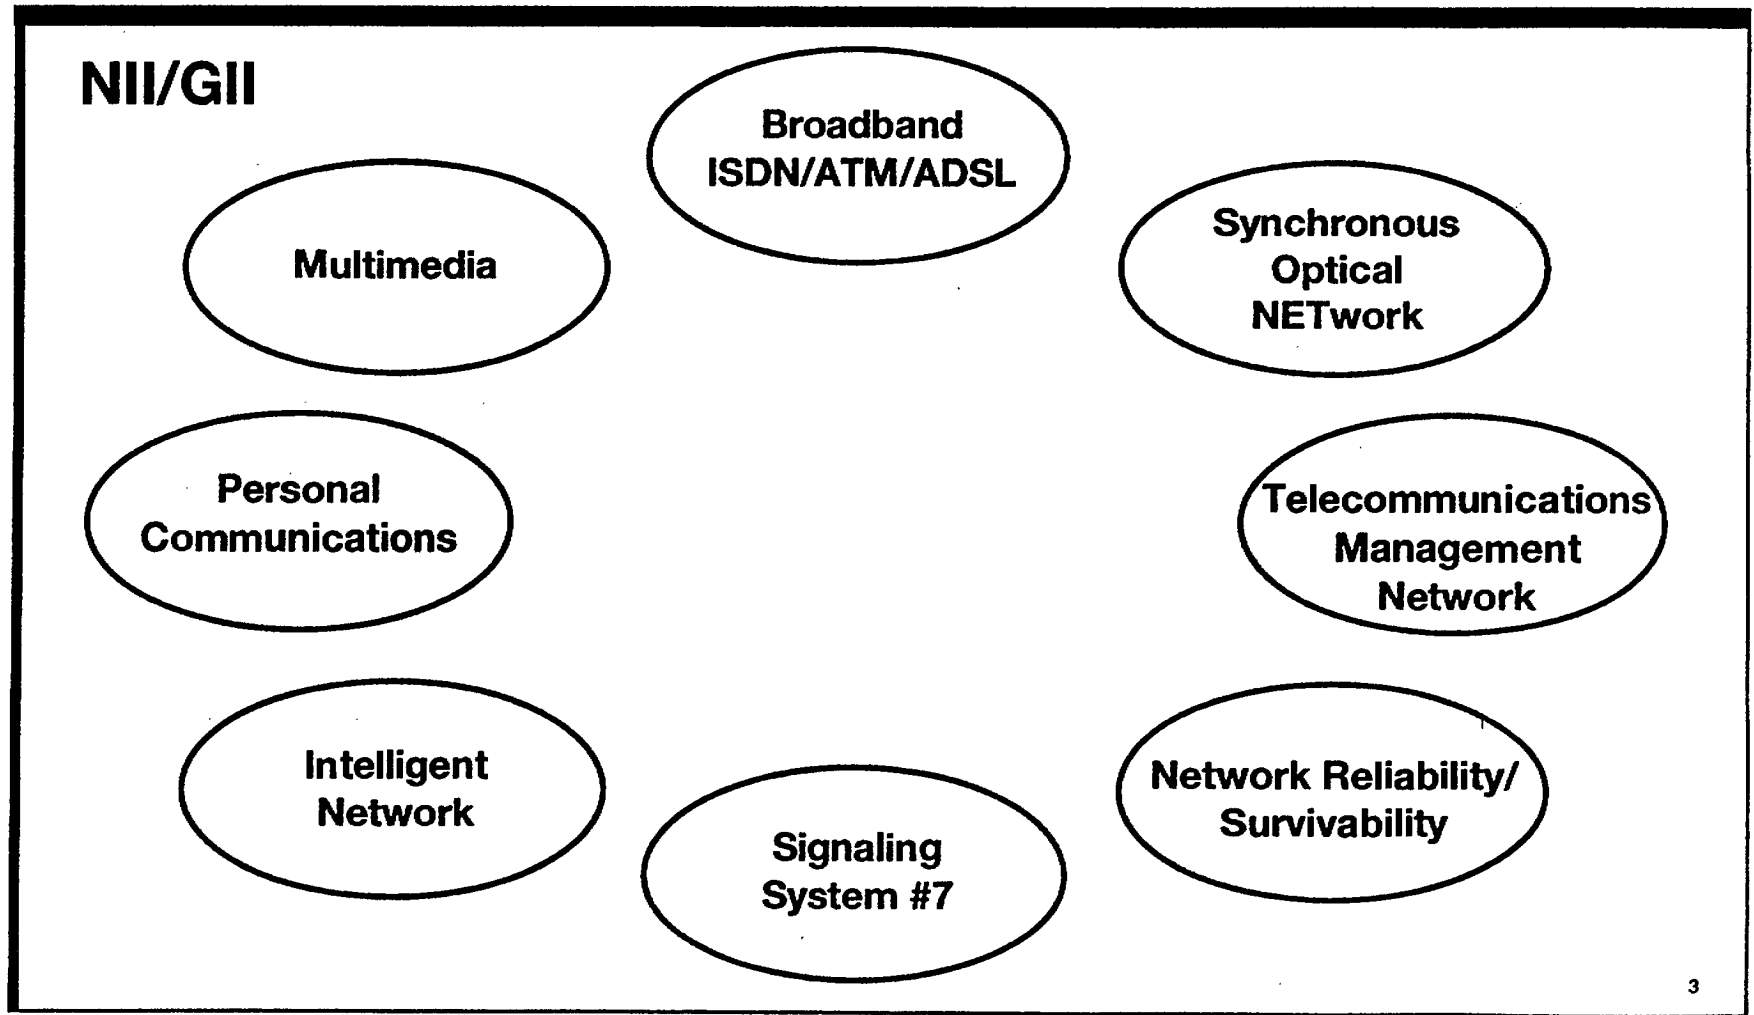 NII/GII
Broadband
ISDN/ATM/ADSL
Multimedia
Synchronous
Optical
NETwork
Personal
Communications
Telecommunications
Management
Network
Intelligent
Network
Network Reliability/
Survivability
Signaling
System #7
3